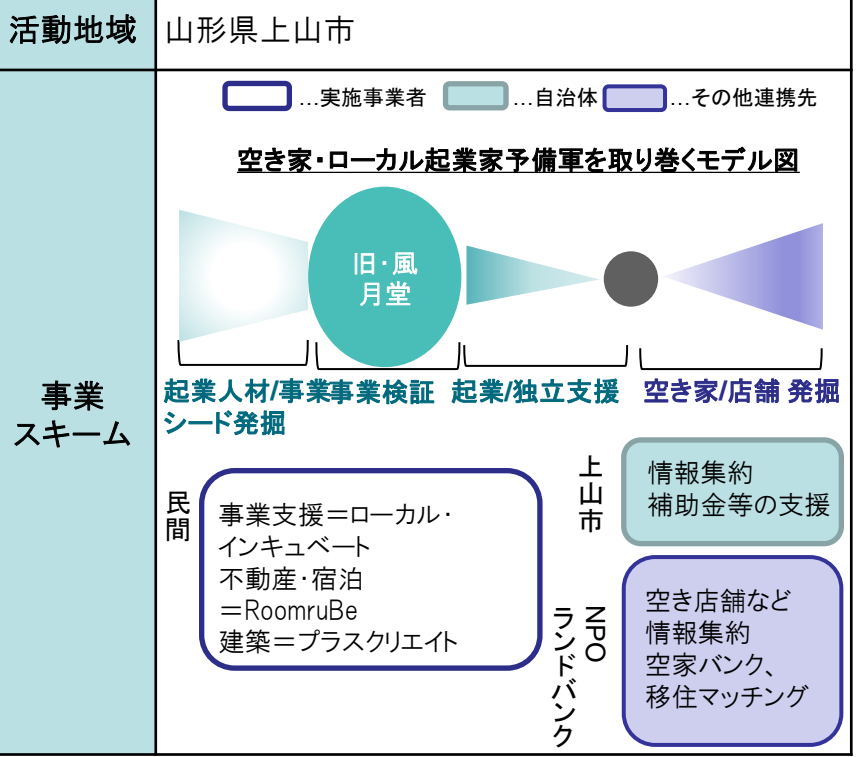 活動地域
山形県上山市
事業
スキーム
…実施事業者
…自治体
…その他連携先
空き家・ローカル起業家予備軍を取り巻くモデル図
旧・風
月堂
起業人材/事業
シード発掘
事業検証
起業/独立支援
空き家/店舗 発掘
民間
事業支援＝ローカル・
インキュベート
不動産・宿泊
＝RoomruBe
建築＝プラスクリエイト
上山市
情報集約
補助金等の支援
NPO
ランドバンク
空き店舗など
情報集約
空家バンク、
移住マッチング